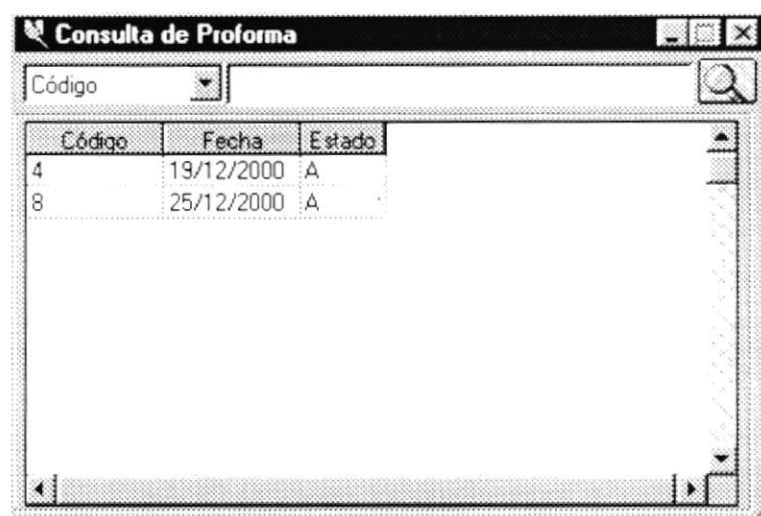 Consulta de Proforma
Código
Código Fecha Estado
4 19/12/2000 A
8 25/12/2000 A